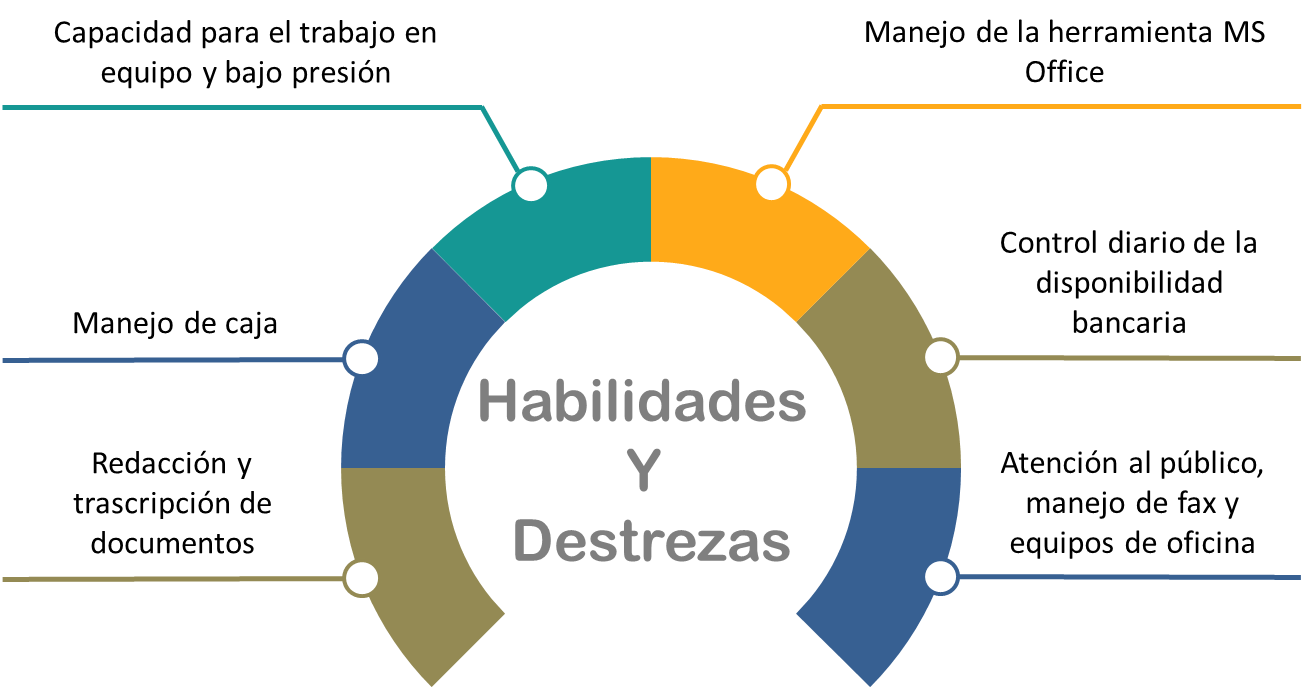 Capacidad para el trabajo en
equipo y bajo presión
Manejo de la herramienta MS
Office
Manejo de caja
Control diario de la
disponibilidad
bancaria
Redacción y
trascripción de
documentos
Atención al público,
manejo de fax y
equipos de oficina
Habilidades
Y
Destrezas